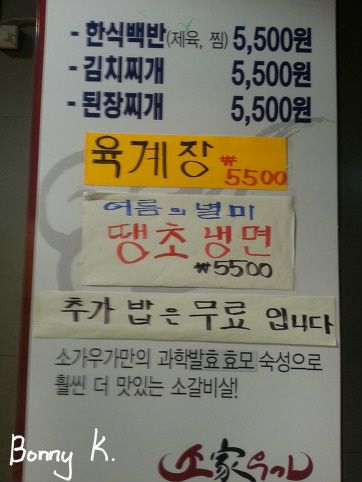 - 한식백반(제육, 찜) 5,500원
- 김치찌개 5,500원
- 된장찌개 5,500원
육계장 ₩5500
여름의 별미
땡초냉면
₩5500
추가 밥은 무료 입니다
소가우가만의 과학발효효모 숙성으로
훨씬 더 맛있는 소갈비살!
Bonny K.
소家우가